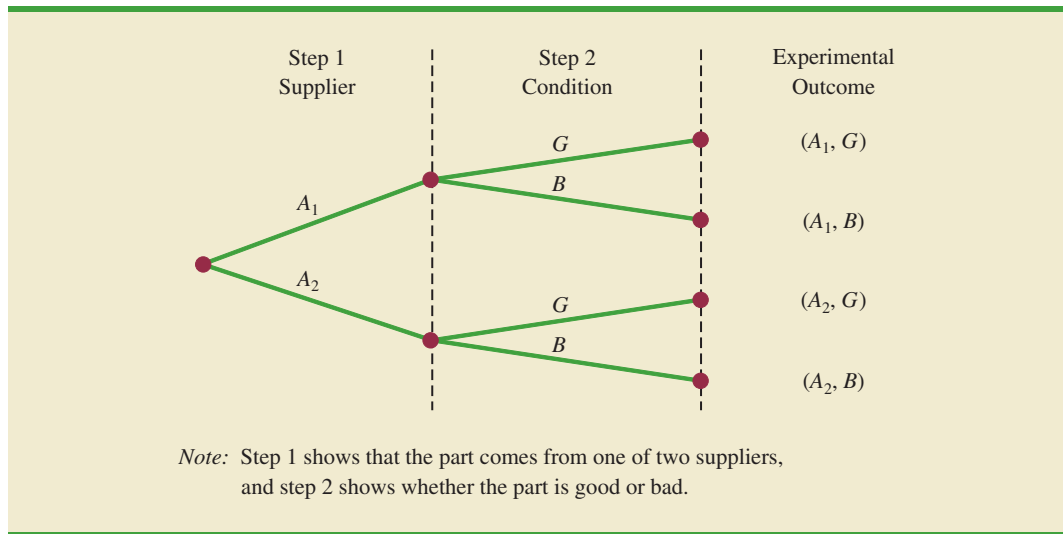 Step 1
Supplier
Step 2
Condition
Experimental
Outcome
G
(A₁, G)
B
A₁
(A₁, B)
A₂
G
(A₂, G)
B
(A₂, B)
Note: Step 1 shows that the part comes from one of two suppliers,
and step 2 shows whether the part is good or bad.